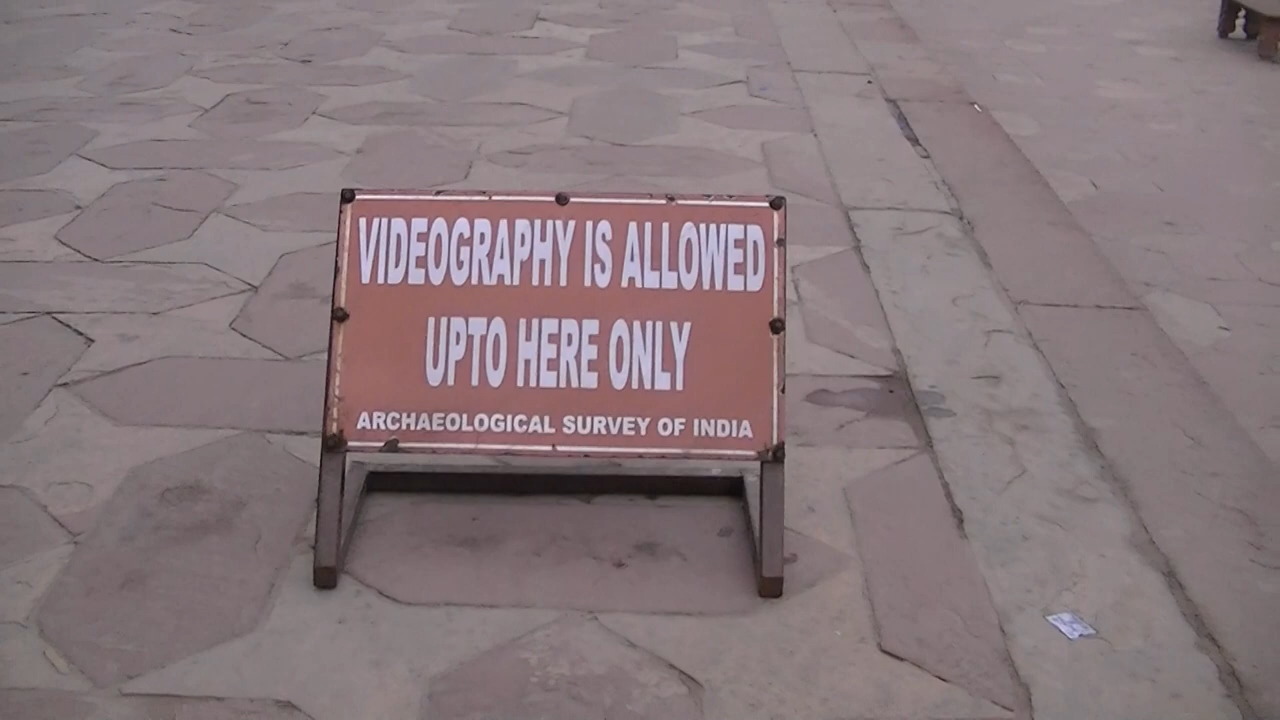 VIDEOGRAPHY IS ALLOWED
UPTO HERE ONLY
ARCHAEOLOGICAL SURVEY OF INDIA